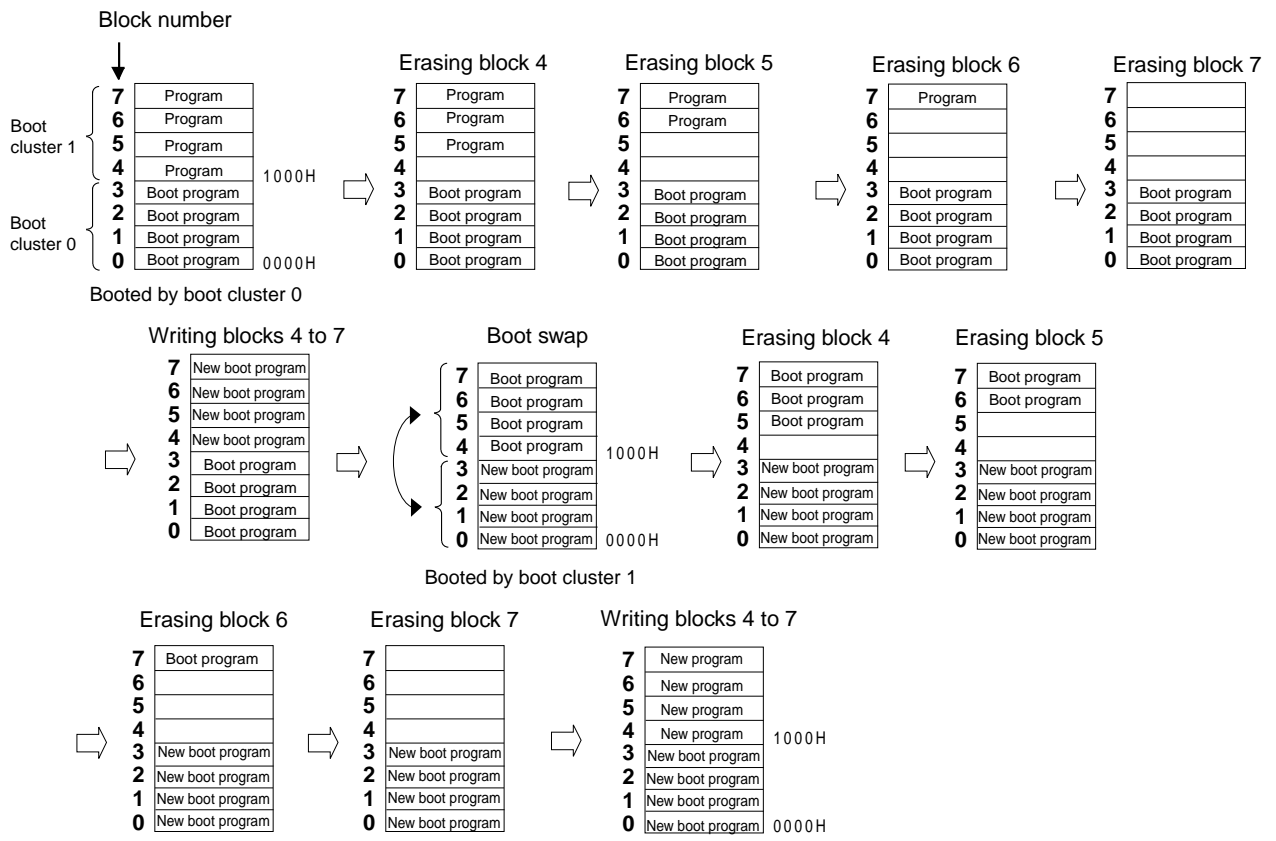 Block number
Erasing block 4
Erasing block 5
Erasing block 6
Erasing block 7
Boot
cluster 1
Boot
cluster 0
7 Program
6 Program
5 Program
4 Program
1000H
3 Boot program
2 Boot program
1 Boot program
0 Boot program 0000H
Booted by boot cluster 0
7 Program
6 Program
5 Program
4
3 Boot program
2 Boot program
1 Boot program
0 Boot program
7 Program
6 Program
5
4
3 Boot program
2 Boot program
1 Boot program
0 Boot program
7 Program
6
5
4
3 Boot program
2 Boot program
1 Boot program
0 Boot program
7
6
5
4
3 Boot program
2 Boot program
1 Boot program
0 Boot program
Writing blocks 4 to 7
7 New boot program
6 New boot program
5 New boot program
4 New boot program
3 Boot program
2 Boot program
1 Boot program
0 Boot program
Boot swap
7 Boot program
6 Boot program
5 Boot program
4 Boot program
1000H
3 New boot program
2 New boot program
1 New boot program
0 New boot program 0000H
Booted by boot cluster 1
Erasing block 4
7 Boot program
6 Boot program
5 Boot program
4
3 New boot program
2 New boot program
1 New boot program
0 New boot program
Erasing block 5
7 Boot program
6 Boot program
5
4
3 New boot program
2 New boot program
1 New boot program
0 New boot program
Erasing block 6
7 Boot program
6
5
4
3 New boot program
2 New boot program
1 New boot program
0 New boot program
Erasing block 7
7
6
5
4
3 New boot program
2 New boot program
1 New boot program
0 New boot program
Writing blocks 4 to 7
7 New program
6 New program
5 New program
4 New program 1000H
3 New boot program
2 New boot program
1 New boot program
0 New boot program 0000H